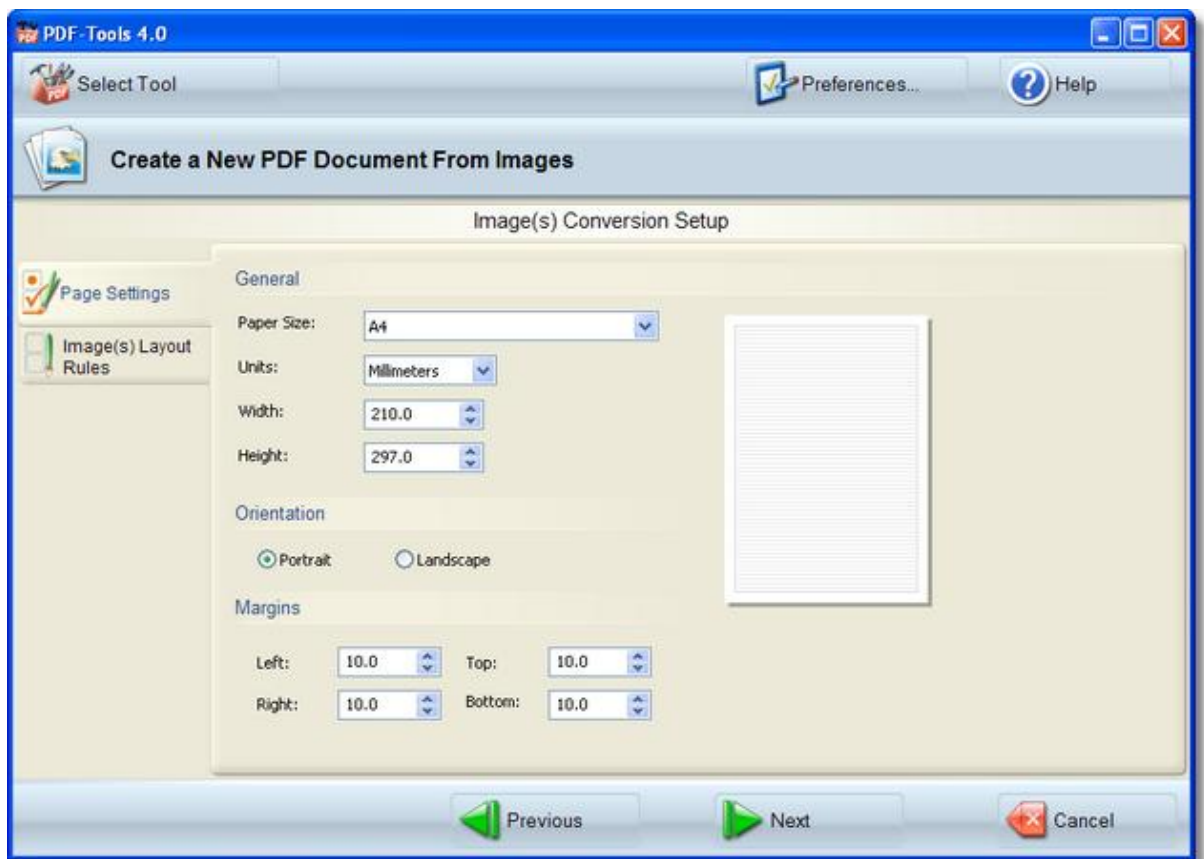 PDF-Tools 4.0
Select Tool
Preferences...
Help
Create a New PDF Document From Images
Image(s) Conversion Setup
Page Settings
Image(s) Layout
Rules
General
Paper Size: A4
Units: Millimeters
Width: 210.0
Height: 297.0
Orientation
Portrait Landscape
Margins
Left: 10.0 Top: 10.0
Right: 10.0 Bottom: 10.0
Previous Next Cancel